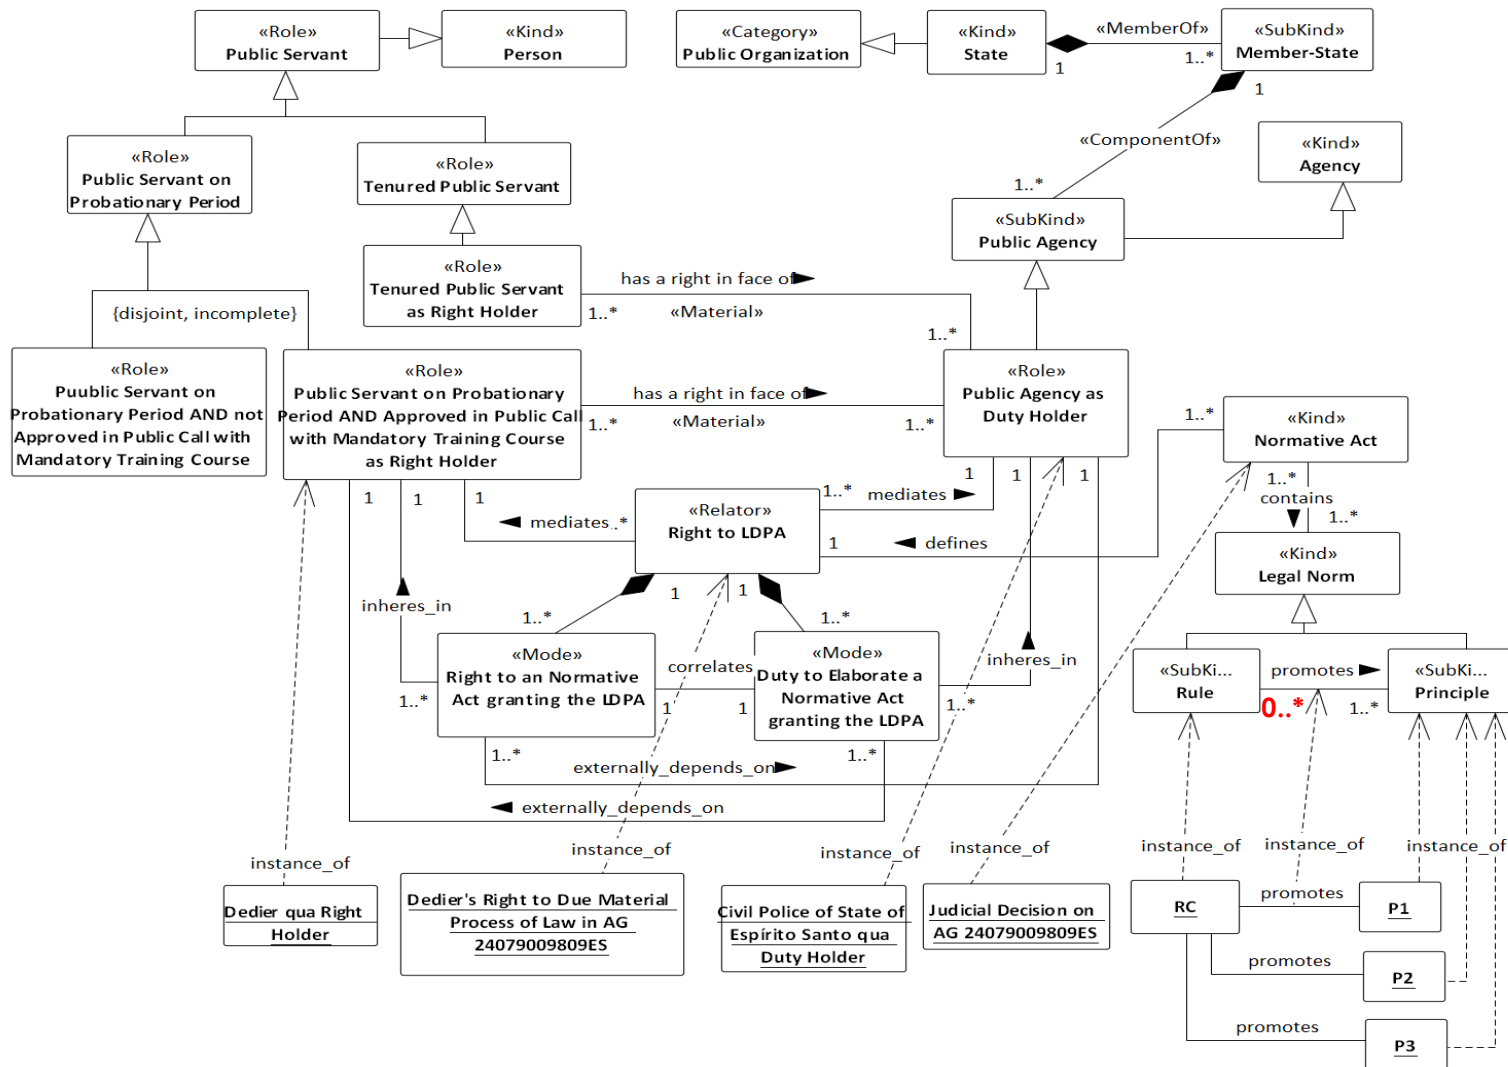 «Role»
Public Servant
«Kind»
Person
«Category»
Public Organization
«Kind»
State
«MemberOf»
1
1..*
«SubKind»
Member-State
1
«ComponentOf»
1..*
«Kind»
Agency
«Role»
Public Servant on
Probationary Period
«Role»
Tenured Public Servant
«SubKind»
Public Agency
«Role»
Tenured Public Servant
as Right Holder
has a right in face of
1..*
«Material»
1..*
{disjoint, incomplete}
«Role»
Puublic Servant on
Probationary Period AND not
Approved in Public Call with
Mandatory Training Course
«Role»
Public Servant on Probationary
Period AND Approved in Public Call
with Mandatory Training Course
as Right Holder
has a right in face of
1..*
«Material»
1..*
«Role»
Public Agency as
Duty Holder
1..*
«Kind»
Normative Act
1..*
contains
1..*
1
1
1
mediates
..*
«Relator»
Right to LDPA
1..*
mediates
1
1
1
1
defines
«Kind»
Legal Norm
1
1
inheres_in
1..*
1..*
«Mode»
Right to an Normative
Act granting the LDPA
1..*
correlates
1
1
«Mode»
Duty to Elaborate a
Normative Act
granting the LDPA
inheres_in
1..*
«SubKi...
Rule
promotes
0..*
1..*
«SubKi...
Principle
1..*
externally_depends_on
1..*
externally_depends_on
instance_of
instance_of
instance_of
instance_of
instance_of
instance_of
instance_of
Dedier qua Right
Holder
Dedier's Right to Due Material
Process of Law in AG
24079009809ES
Civil Police of State of
Espírito Santo qua
Duty Holder
Judicial Decision on
AG 24079009809ES
RC
promotes
P1
promotes
P2
promotes
P3